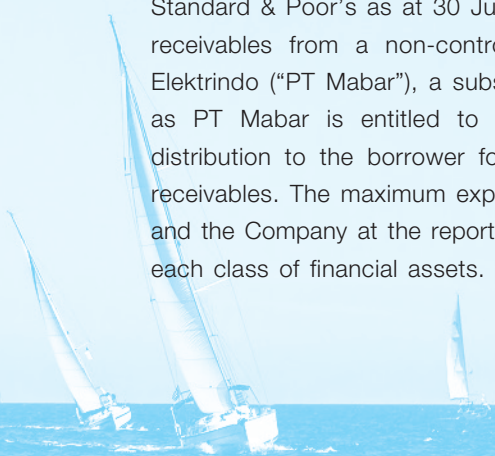 Standard & Poor’s as at 30 Ju
receivables from a non-contro
Elektrindo (“PT Mabar”), a subs
as PT Mabar is entitled to
distribution to the borrower fo
receivables. The maximum exp
and the Company at the report
each class of financial assets.